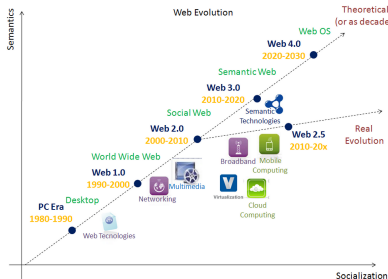 Web Evolution
Semantics
Theoretical
(or as decade
Web OS
Web 4.0
2020-2030
Semantic Web
Web 3.0
2010-2020
Semantic
Technologies
Social Web
Web 2.0
2000-2010
Web 2.5
2010-20x
Real
Evolution
Broadband
Mobile
Computing
World Wide Web
Web 1.0
1990-2000
Networking
Multimedia
Virtualization
Cloud
Computing
Desktop
PC Era
1980-1990
Web Tecnologies
Socialization